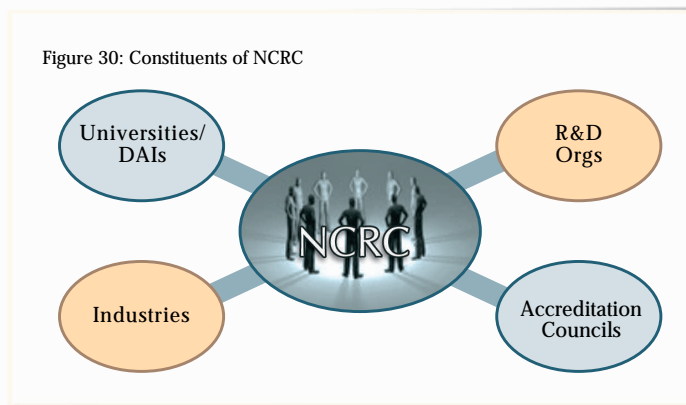 Figure 30: Constituents of NCRC
Universities/
DAIs
R&D
Orgs
NCRC
Industries
Accreditation
Councils